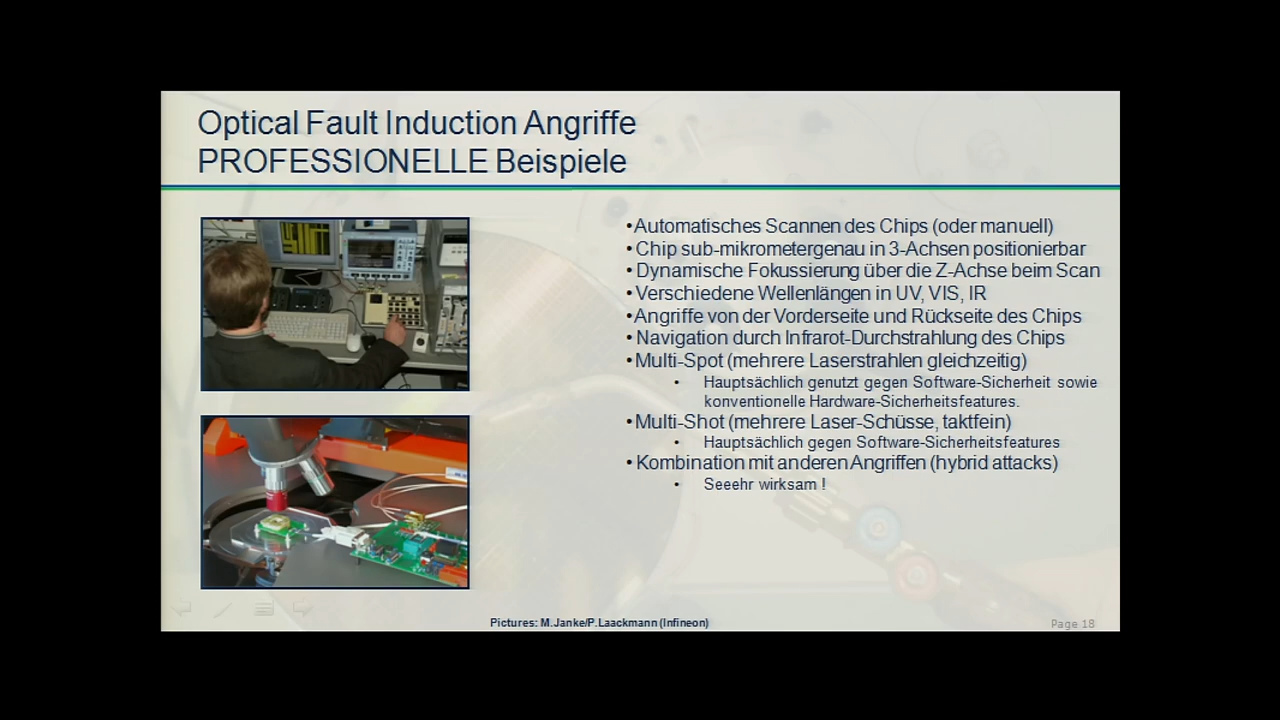 Optical Fault Induction Angriffe
PROFESSIONELLE Beispiele
•Automatisches Scannen des Chips (oder manuell)
•Chip sub-mikrometergenau in 3-Achsen positionierbar
•Dynamische Fokussierung über die Z-Achse beim Scan
•Verschiedene Wellenlängen in UV, VIS, IR
•Angriffe von der Vorderseite und Rückseite des Chips
•Navigation durch Infrarot-Durchstrahlung des Chips
•Multi-Spot (mehrere Laserstrahlen gleichzeitig)
• Hauptsächlich genutzt gegen Software-Sicherheit sowie
konventionelle Hardware-Sicherheitsfeatures.
•Multi-Shot (mehrere Laser-Schüsse, taktfein)
• Hauptsächlich gegen Software-Sicherheitsfeatures
•Kombination mit anderen Angriffen (hybrid attacks)
• Seeehr wirksam !
Pictures: M.Janke/P.Laackmann (Infineon)
Page 18